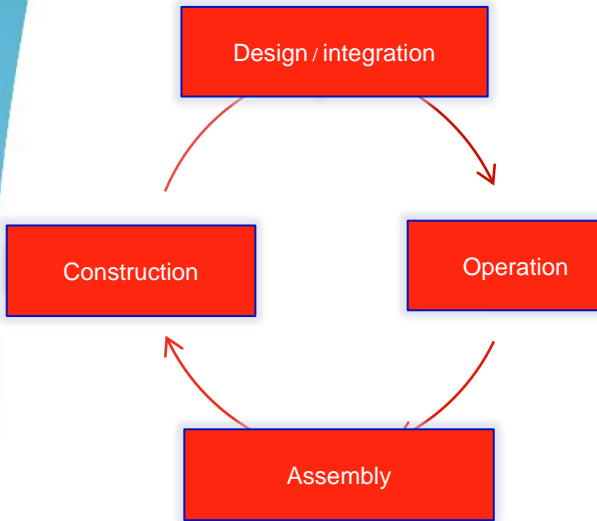 Design / integration
Construction
Operation
Assembly